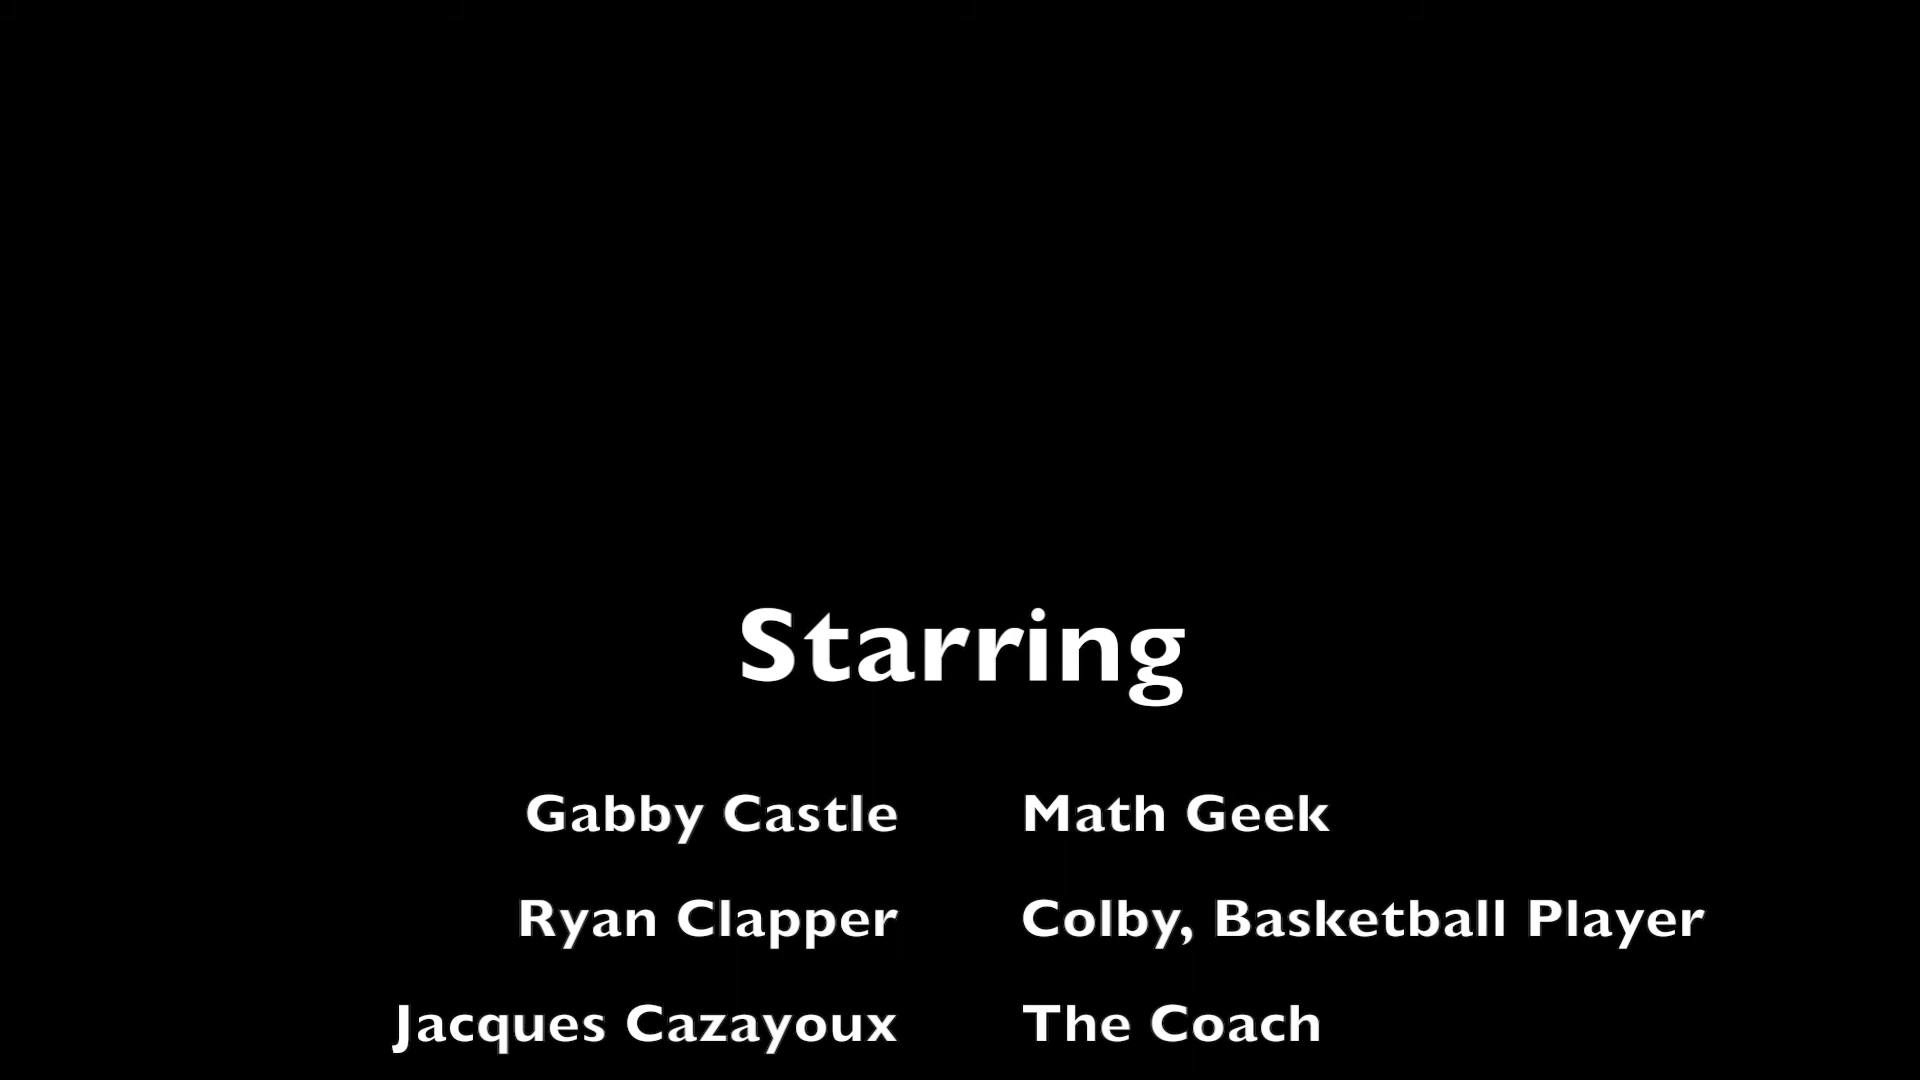 Starring
Gabby Castle Math Geek
Ryan Clapper Colby, Basketball Player
Jacques Cazayoux The Coach